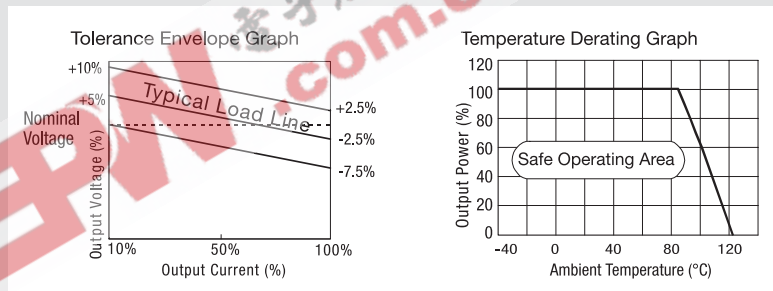 Tolerance Envelope Graph
+10%
+5%
Nominal
Voltage
Typical Load Line
+2.5%
-2.5%
-7.5%
Output Voltage (%)
10%
50%
100%
Output Current (%)
Temperature Derating Graph
120
100
80
60
40
20
0
Output Power (%)
Safe Operating Area
-40
0
40
80
120
Ambient Temperature (°C)
.com.